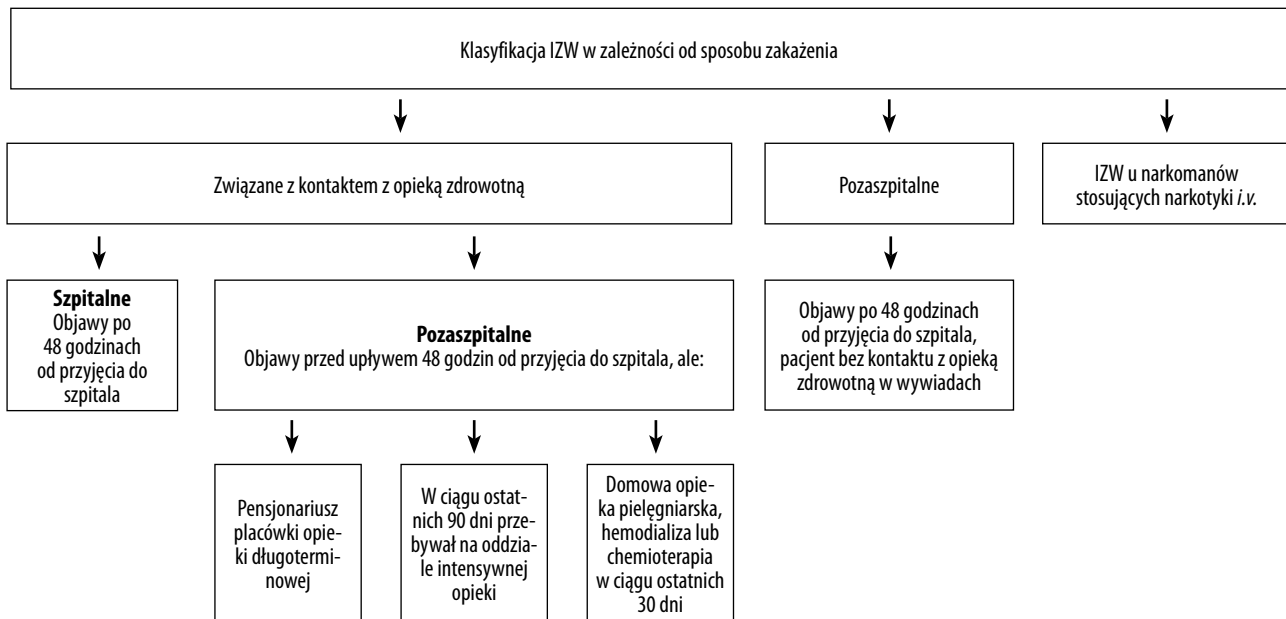 Klasyfikacja IZW w zależności od sposobu zakażenia
Związane z kontaktem z opieką zdrowotną
Pozaszpitalne
IZW u narkomanów
stosujących narkotyki i.v.
Szpitalne
Objawy po
48 godzinach
od przyjęcia do
szpitala
Pozaszpitalne
Objawy przed upływem 48 godzin od przyjęcia do szpitala, ale:
Objawy po 48 godzinach
od przyjęcia do szpitala,
pacjent bez kontaktu z opieką
zdrowotną w wywiadach
Pensjonariusz
placówki opie-
ki długotermi-
nowej
W ciągu ostat-
nich 90 dni prze-
bywał na oddzia-
le intensywnej
opieki
Domowa opie-
ka pielęgniarska,
hemodializa lub
chemioterapia
w ciągu ostatnich
30 dni